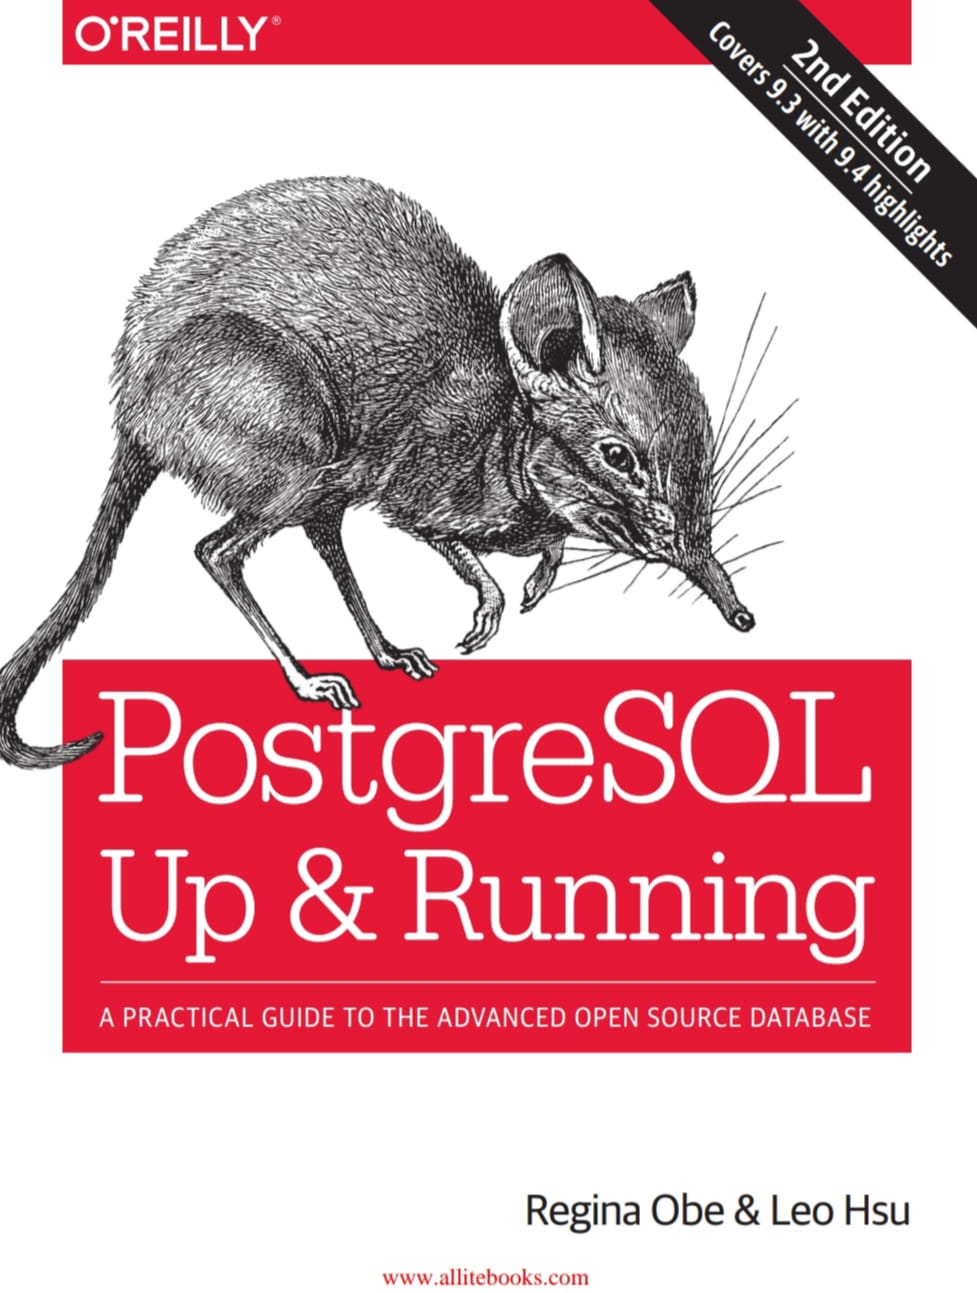 O'REILLY®
2nd Edition
Covers 9.3 with 9.4 highlights
PostgreSQL
Up & Running
A PRACTICAL GUIDE TO THE ADVANCED OPEN SOURCE DATABASE
Regina Obe & Leo Hsu
www.allitebooks.com